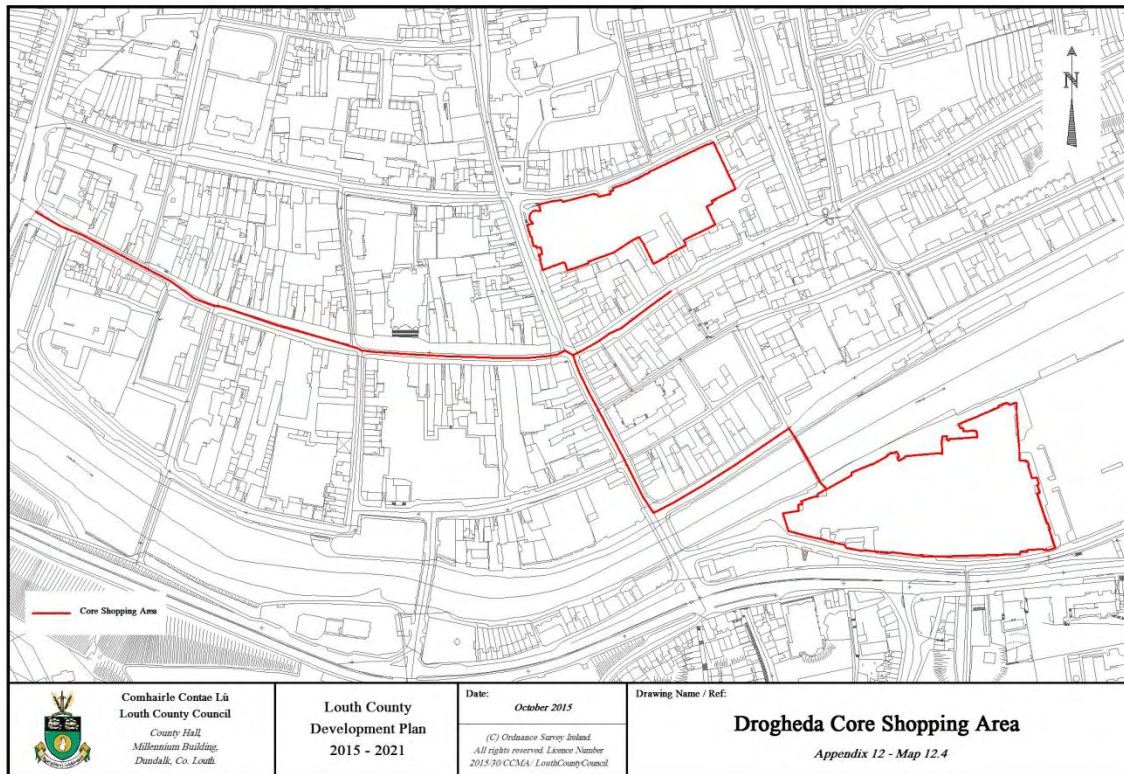 N
Core Shopping Area
Comhairle Contae Lú
Louth County Council
County Hall,
Millennium Building,
Dundalk, Co. Louth.
Louth County
Development Plan
2015 - 2021
Date:
October 2015
(C) Ordnance Survey Ireland.
All rights reserved. Licence Number
2015/30/CCMA/ LouthCountyCouncil.
Drawing Name / Ref:
Drogheda Core Shopping Area
Appendix 12 - Map 12.4